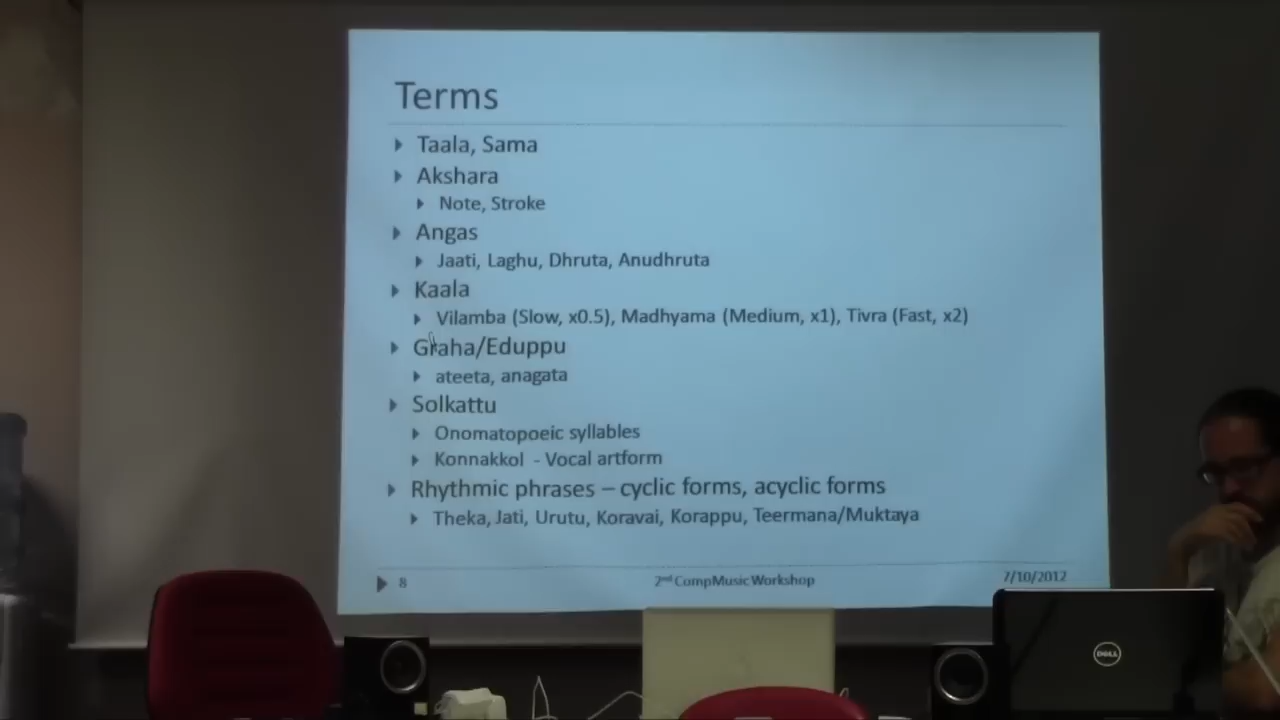 Terms
Taala, Sama
Akshara
Note, Stroke
Angas
Jaati, Laghu, Dhruta, Anudhruta
Kaala
Vilamba (Slow, x0.5), Madhyama (Medium, x1), Tivra (Fast, x2)
Graha/Eduppu
ateeta, anagata
Solkattu
Onomatopoeic syllables
Konnakkol - Vocal artform
Rhythmic phrases – cyclic forms, acyclic forms
Theka, Jati, Urutu, Koravai, Korappu, Teermana/Muktaya
8 2nd CompMusic Workshop 7/10/2012
DELL